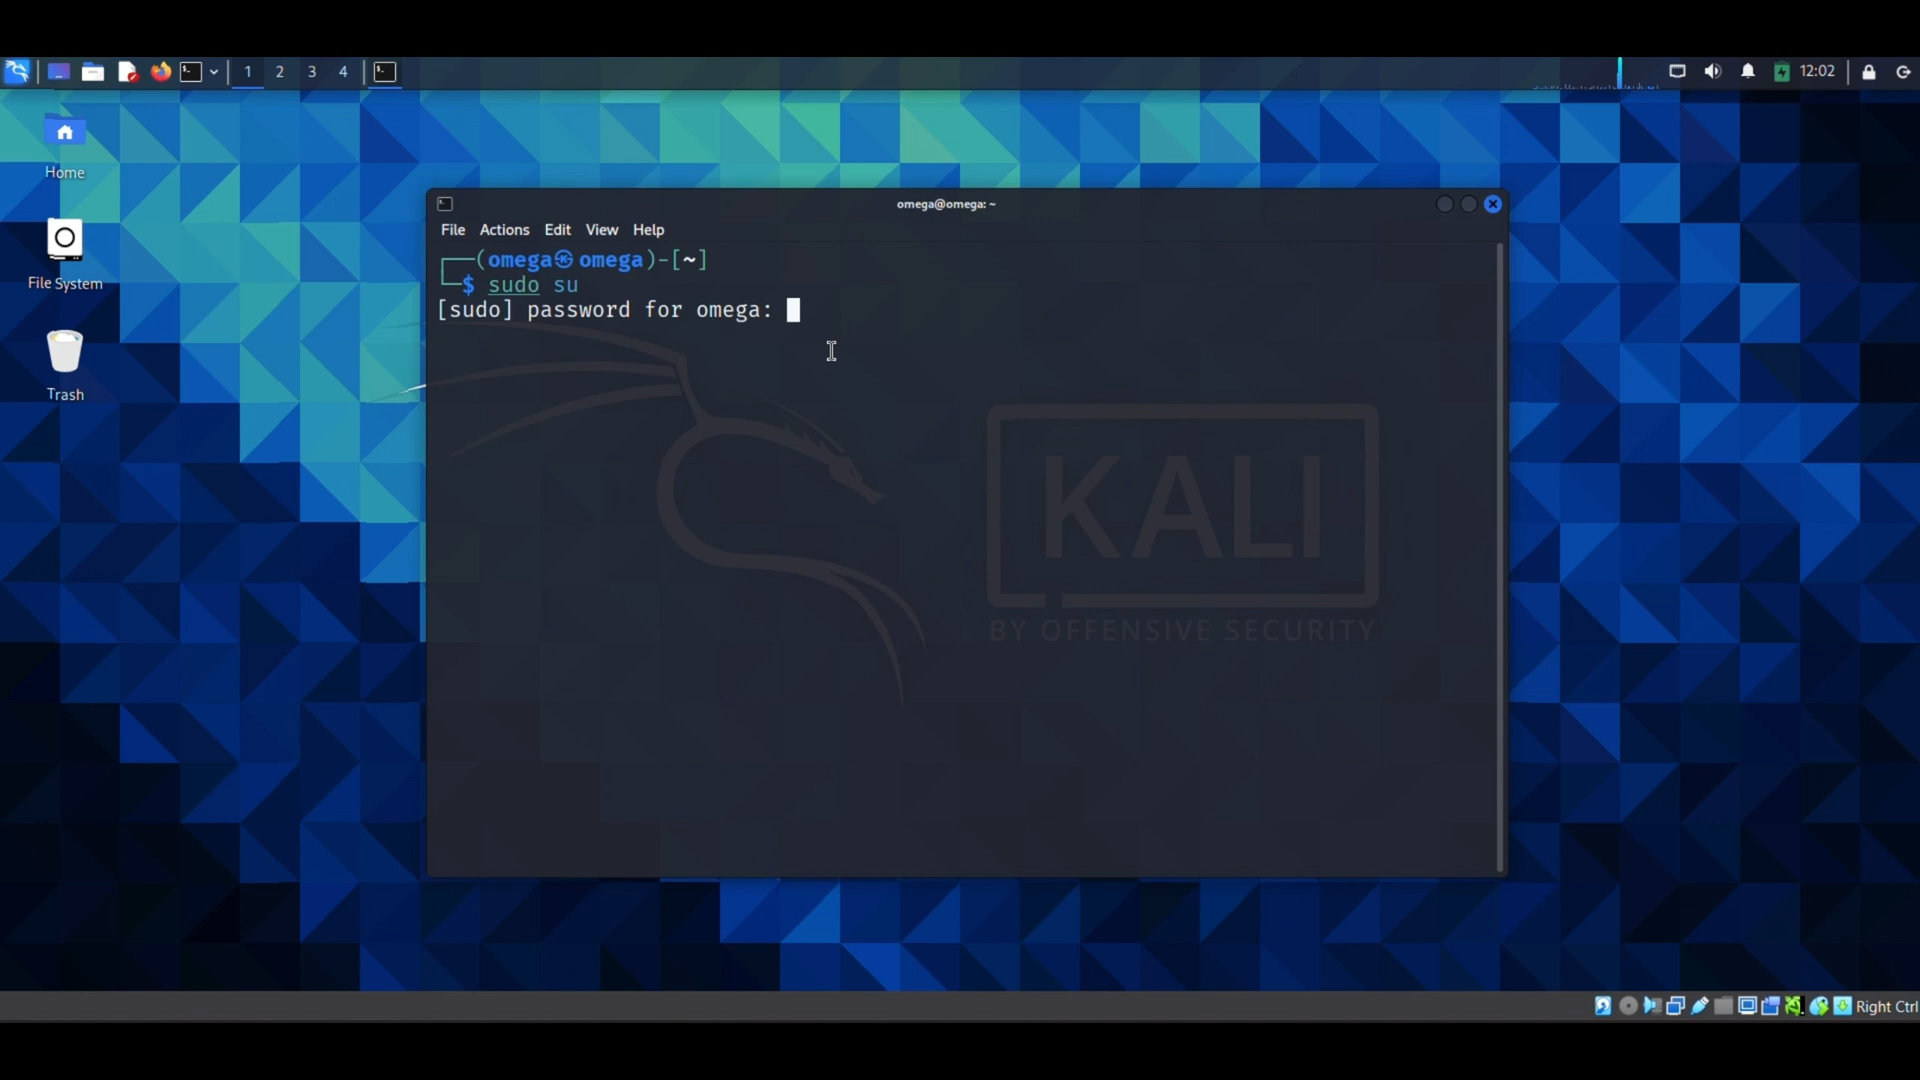 1 2 3 4
12:02
Home
File System
Trash
omega@omega: ~
File Actions Edit View Help
┌──(omega㉿omega)-[~]
└─$ sudo su
[sudo] password for omega:
KALI
BY OFFENSIVE SECURITY
Right Ctrl